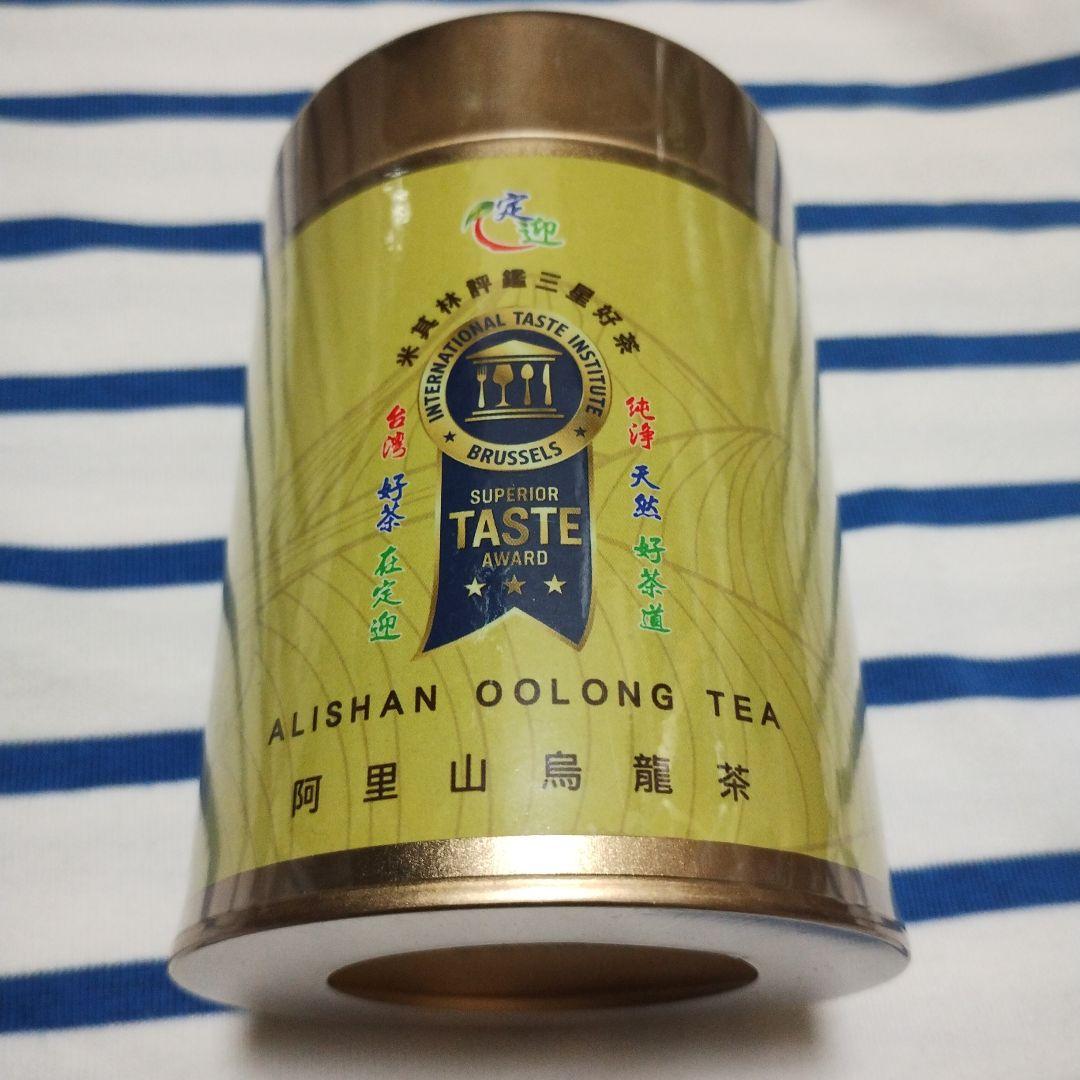 定迎
米其林評鑑三星好茶
INTERNATIONAL TASTE INSTITUTE
★ BRUSSELS ★
台灣 好茶 在定迎
純淨 天然 好茶道
SUPERIOR
TASTE
AWARD
ALISHAN OOLONG TEA
阿里山烏龍茶